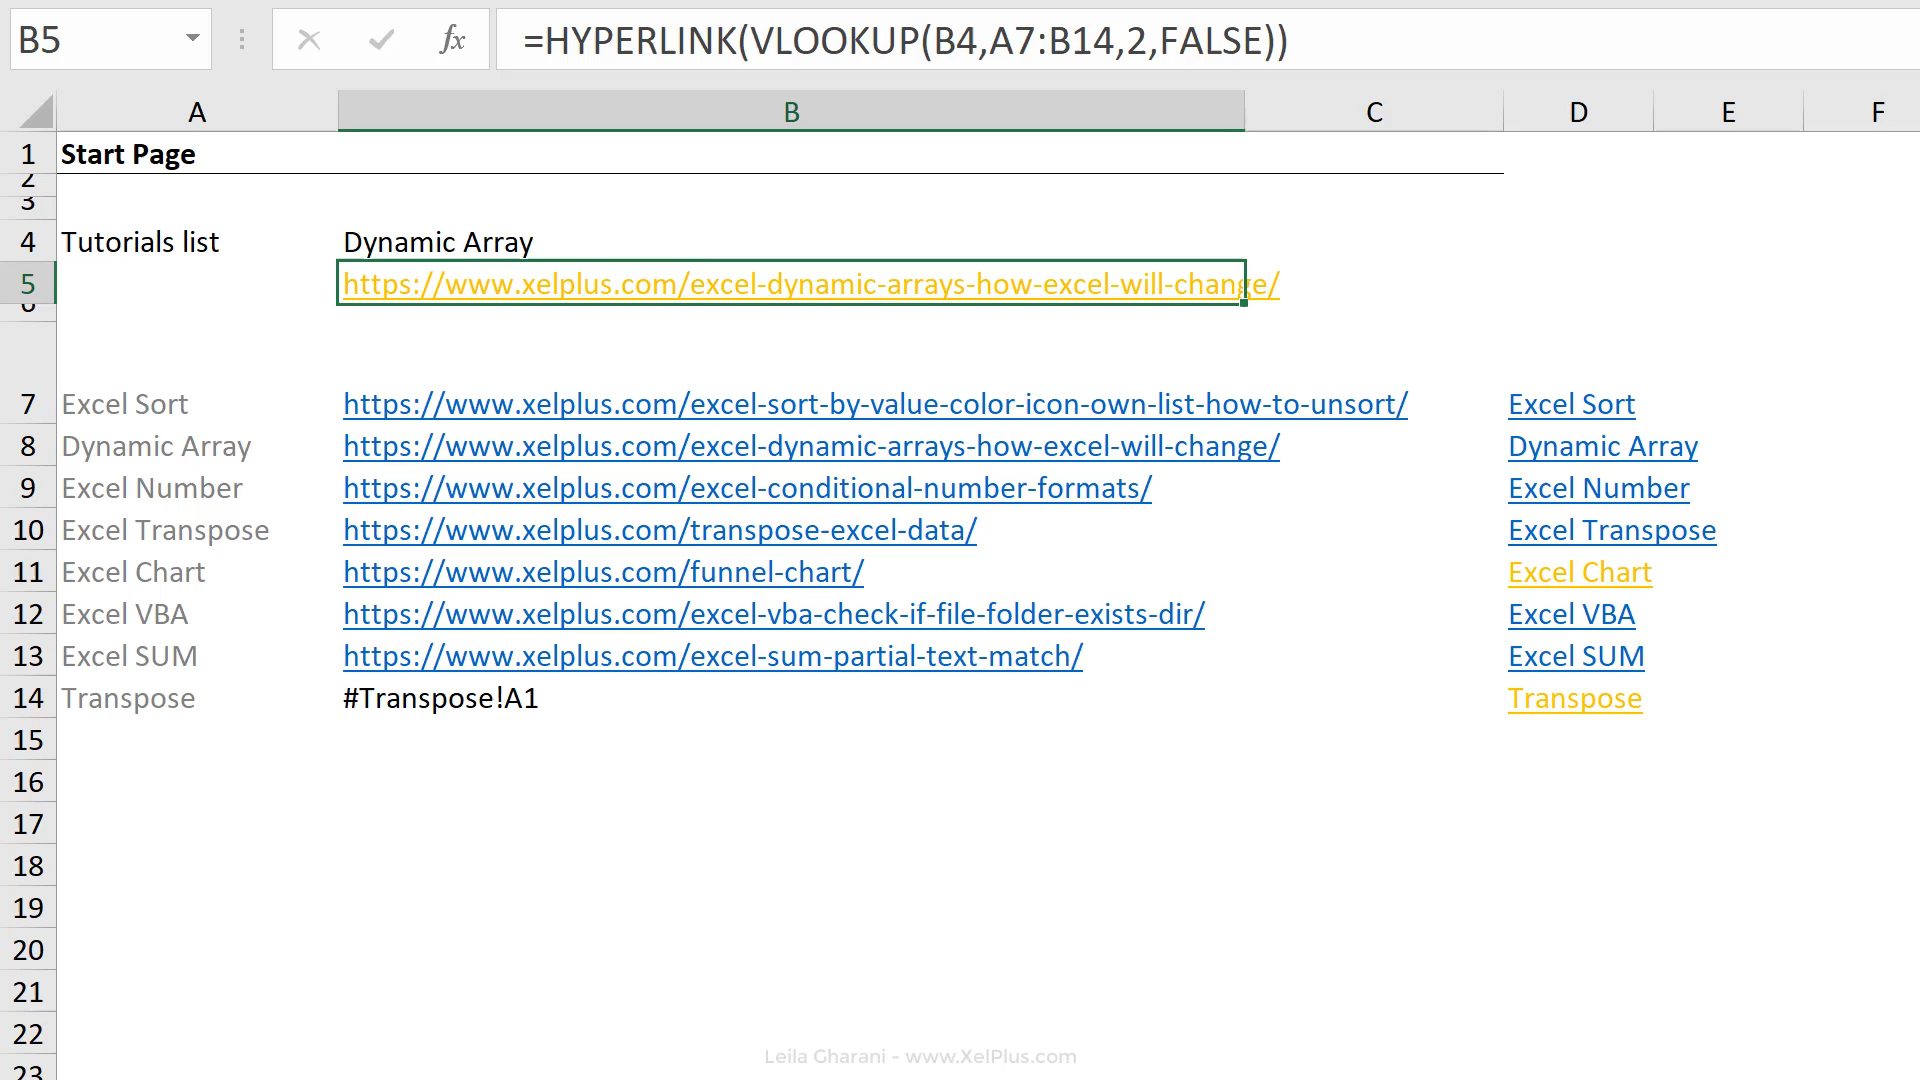 B5 fx =HYPERLINK(VLOOKUP(B4,A7:B14,2,FALSE))
A B C D E F
1 Start Page
2
3
4 Tutorials list Dynamic Array
5 https://www.xelplus.com/excel-dynamic-arrays-how-excel-will-change/
6
7 Excel Sort https://www.xelplus.com/excel-sort-by-value-color-icon-own-list-how-to-unsort/ Excel Sort
8 Dynamic Array https://www.xelplus.com/excel-dynamic-arrays-how-excel-will-change/ Dynamic Array
9 Excel Number https://www.xelplus.com/excel-conditional-number-formats/ Excel Number
10 Excel Transpose https://www.xelplus.com/transpose-excel-data/ Excel Transpose
11 Excel Chart https://www.xelplus.com/funnel-chart/ Excel Chart
12 Excel VBA https://www.xelplus.com/excel-vba-check-if-file-folder-exists-dir/ Excel VBA
13 Excel SUM https://www.xelplus.com/excel-sum-partial-text-match/ Excel SUM
14 Transpose #Transpose!A1 Transpose
15
16
17
18
19
20
21
22
Leila Gharani - www.XelPlus.com
23